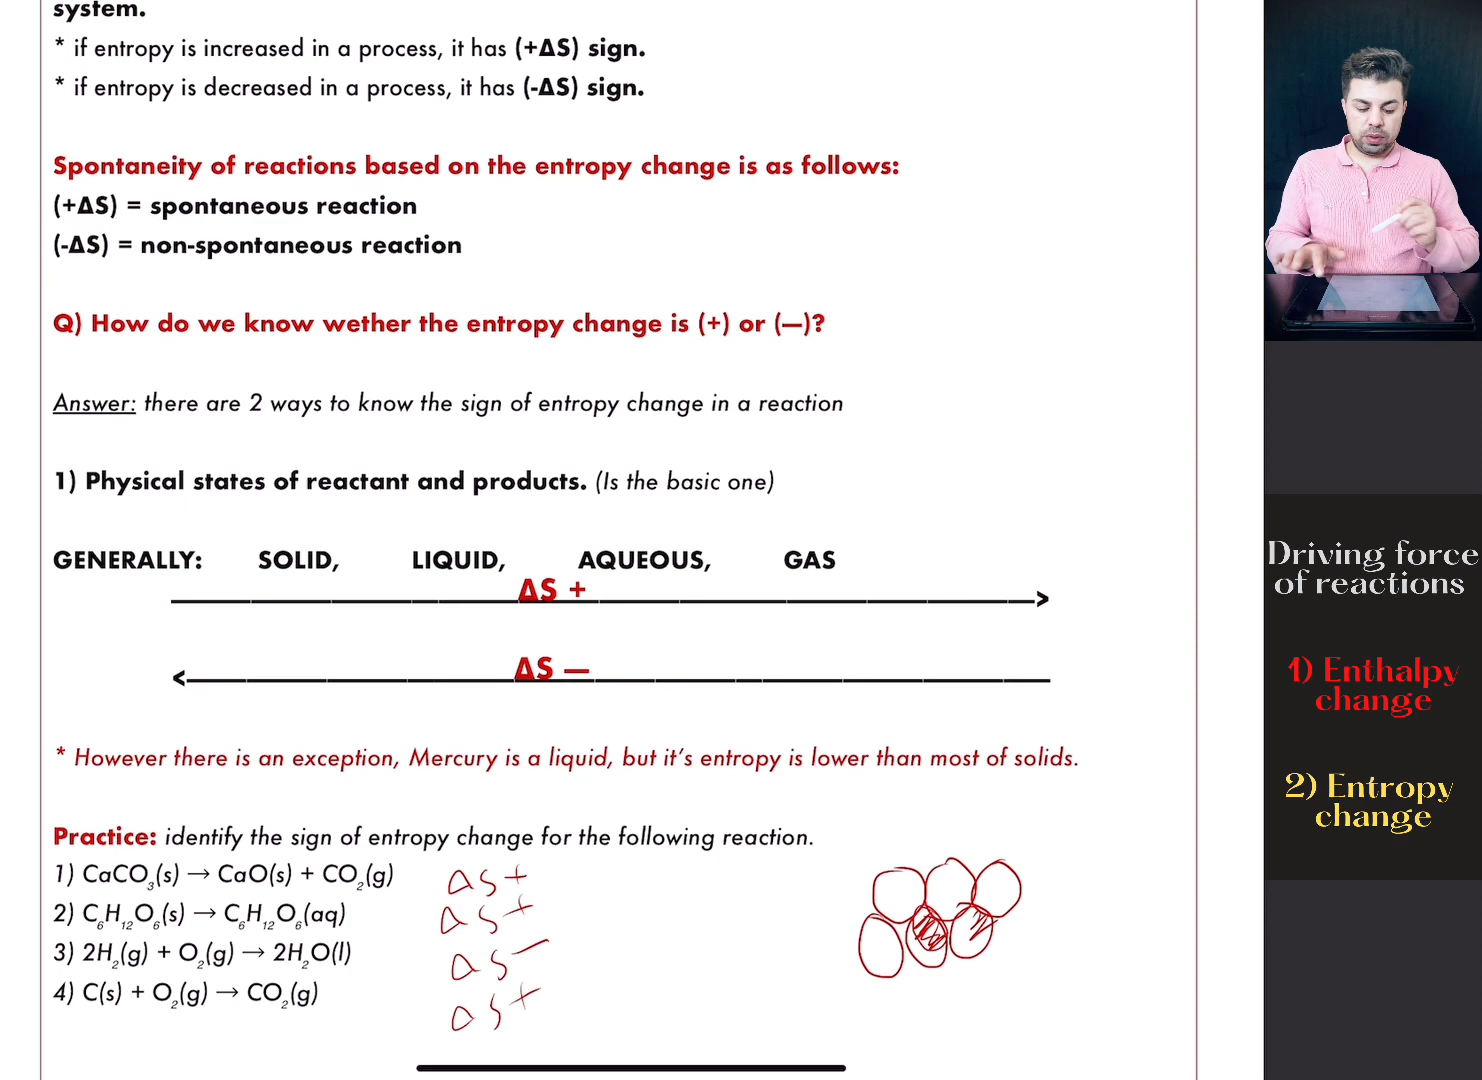 system.
* if entropy is increased in a process, it has (+ΔS) sign.
* if entropy is decreased in a process, it has (-ΔS) sign.
Spontaneity of reactions based on the entropy change is as follows:
(+ΔS) = spontaneous reaction
(-ΔS) = non-spontaneous reaction
Q) How do we know wether the entropy change is (+) or (—)?
Answer: there are 2 ways to know the sign of entropy change in a reaction
1) Physical states of reactant and products. (Is the basic one)
GENERALLY: SOLID, LIQUID, AQUEOUS, GAS
ΔS +
ΔS —
* However there is an exception, Mercury is a liquid, but it’s entropy is lower than most of solids.
Practice: identify the sign of entropy change for the following reaction.
1) CaCO₃(s) → CaO(s) + CO₂(g) ΔS +
2) C₆H₁₂O₆(s) → C₆H₁₂O₆(aq) ΔS +
3) 2H₂(g) + O₂(g) → 2H₂O(l) ΔS —
4) C(s) + O₂(g) → CO₂(g) ΔS +
Driving force
of reactions
1) Enthalpy
change
2) Entropy
change